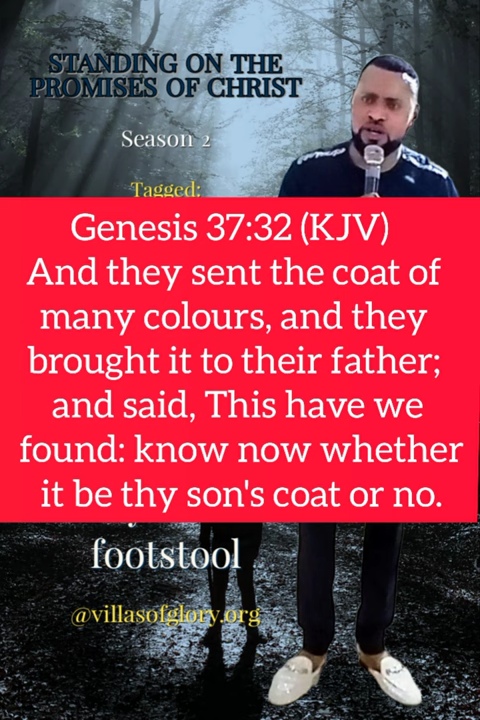 STANDING ON THE
PROMISES OF CHRIST
Season 2
Tagged:
Genesis 37:32 (KJV)
And they sent the coat of
many colours, and they
brought it to their father;
and said, This have we
found: know now whether
it be thy son's coat or no.
footstool
@villasofglory.org